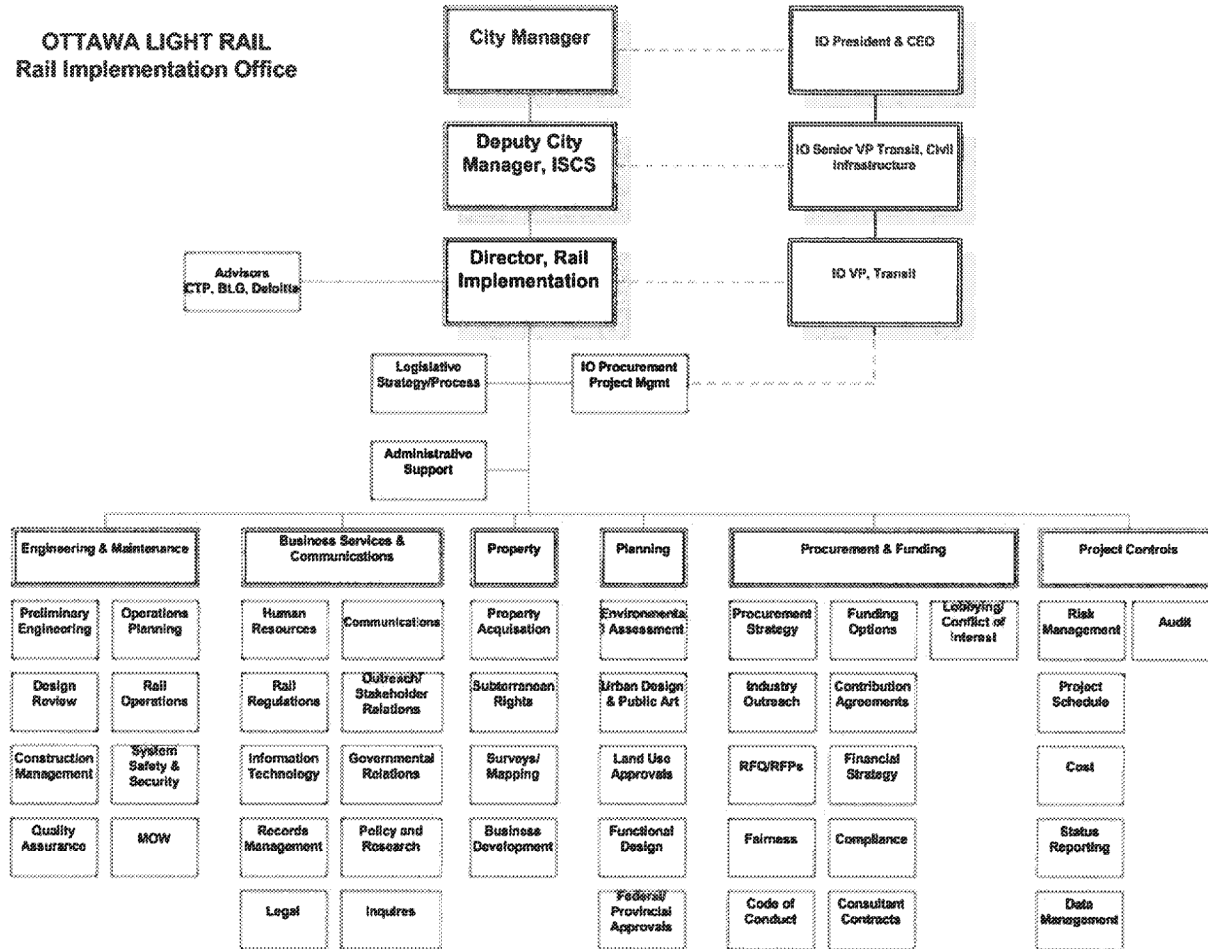 OTTAWA LIGHT RAIL
Rail Implementation Office
City Manager
IO President & CEO
Deputy City
Manager, ISCS
IO Senior VP Transit, Civil
Infrastructure
Director, Rail
Implementation
IO VP, Transit
Advisors
CTP, BLG, Deloitte
Legislative
Strategy/Process
IO Procurement
Project Mgmt
Administrative
Support
Engineering & Maintenance
Business Services &
Communications
Property
Planning
Procurement & Funding
Project Controls
Preliminary
Engineering
Operations
Planning
Human
Resources
Communications
Property
Acquisation
Environmenta
l Assessment
Procurement
Strategy
Funding
Options
Lobbying/
Conflict of
Interest
Risk
Management
Audit
Design
Review
Rail
Operations
Rail
Regulations
Outreach/
Stakeholder
Relations
Subterranean
Rights
Urban Design
& Public Art
Industry
Outreach
Contribution
Agreements
Project
Schedule
Construction
Management
System
Safety &
Security
Information
Technology
Governmental
Relations
Surveys/
Mapping
Land Use
Approvals
RFQ/RFPs
Financial
Strategy
Cost
Quality
Assurance
MOW
Records
Management
Policy and
Research
Business
Development
Functional
Design
Fairness
Compliance
Status
Reporting
Legal
Inquires
Federal/
Provincial
Approvals
Code of
Conduct
Consultant
Contracts
Data
Management